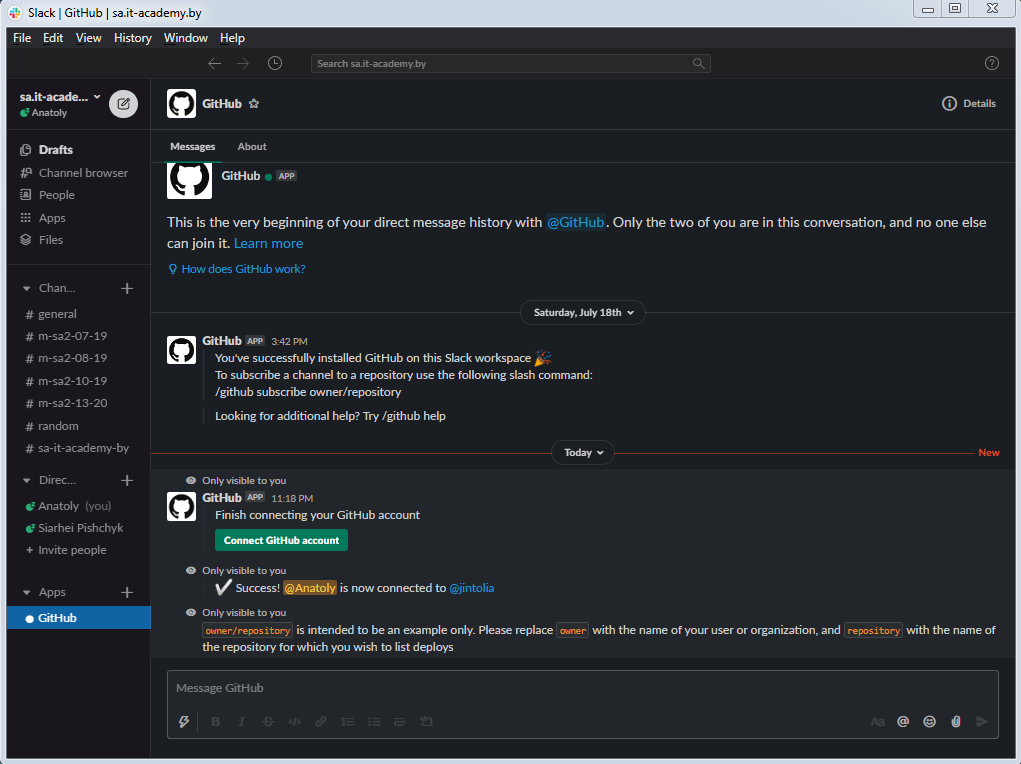 Slack | GitHub | sa.it-academy.by
File Edit View History Window Help
Search sa.it-academy.by
sa.it-acade...
Anatoly
GitHub
Details
Drafts
Channel browser
People
Apps
Files
Chan...
# general
# m-sa2-07-19
# m-sa2-08-19
# m-sa2-10-19
# m-sa2-13-20
# random
# sa-it-academy-by
Direc...
Anatoly (you)
Siarhei Pishchyk
+ Invite people
Apps
GitHub
Messages About
GitHub APP
This is the very beginning of your direct message history with @GitHub. Only the two of you are in this conversation, and no one else
can join it. Learn more
How does GitHub work?
Saturday, July 18th
GitHub APP 3:42 PM
You've successfully installed GitHub on this Slack workspace 🎉
To subscribe a channel to a repository use the following slash command:
/github subscribe owner/repository
Looking for additional help? Try /github help
Today
New
Only visible to you
GitHub APP 11:18 PM
Finish connecting your GitHub account
Connect GitHub account
Only visible to you
✔ Success! @Anatoly is now connected to @jintolia
Only visible to you
owner/repository is intended to be an example only. Please replace owner with the name of your user or organization, and repository with the name of
the repository for which you wish to list deploys
Message GitHub
B I S </> Aa @